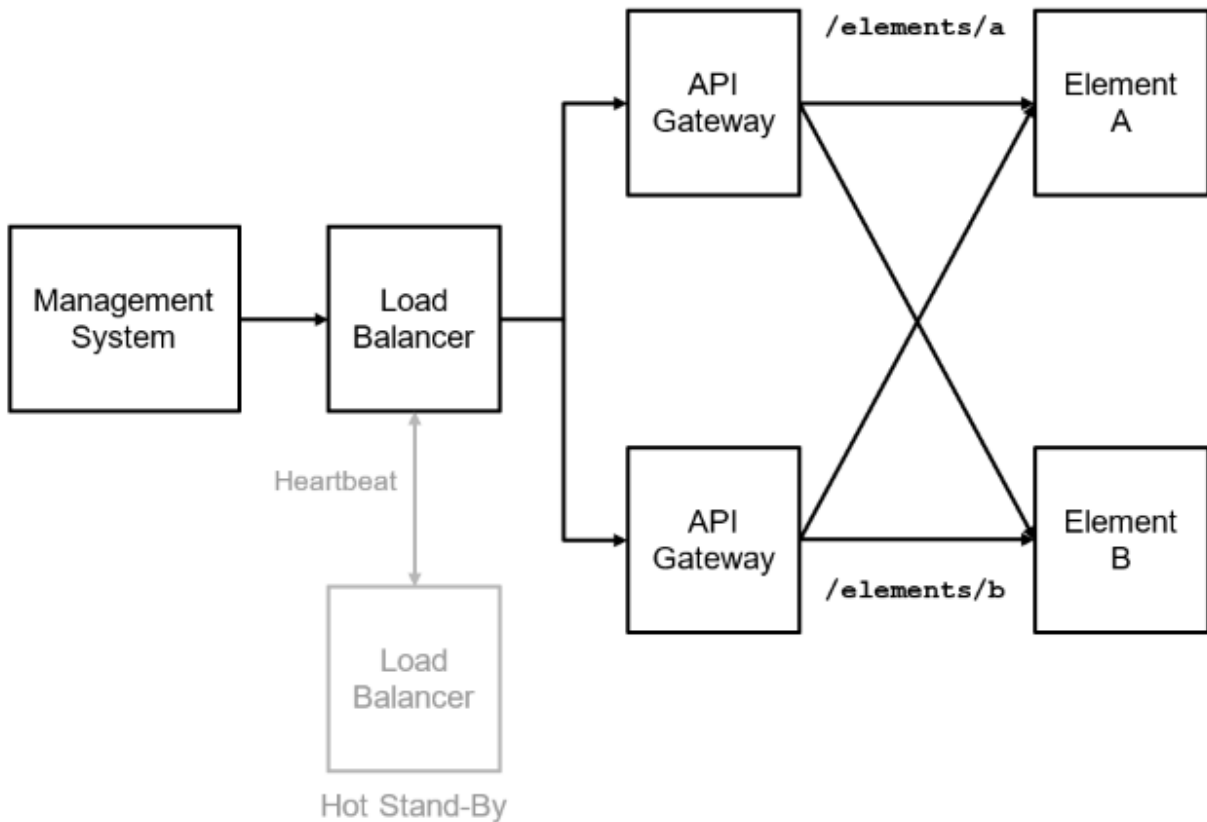 /elements/a
API
Gateway
Element
A
Management
System
Load
Balancer
Heartbeat
API
Gateway
Element
B
/elements/b
Load
Balancer
Hot Stand-By